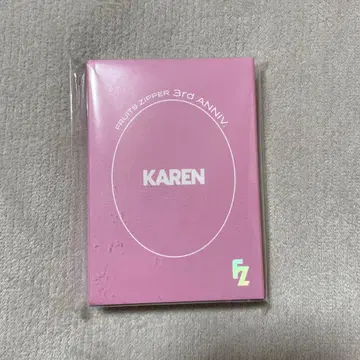 FRUITS ZIPPER 3rd ANNIV.
KAREN
FZ